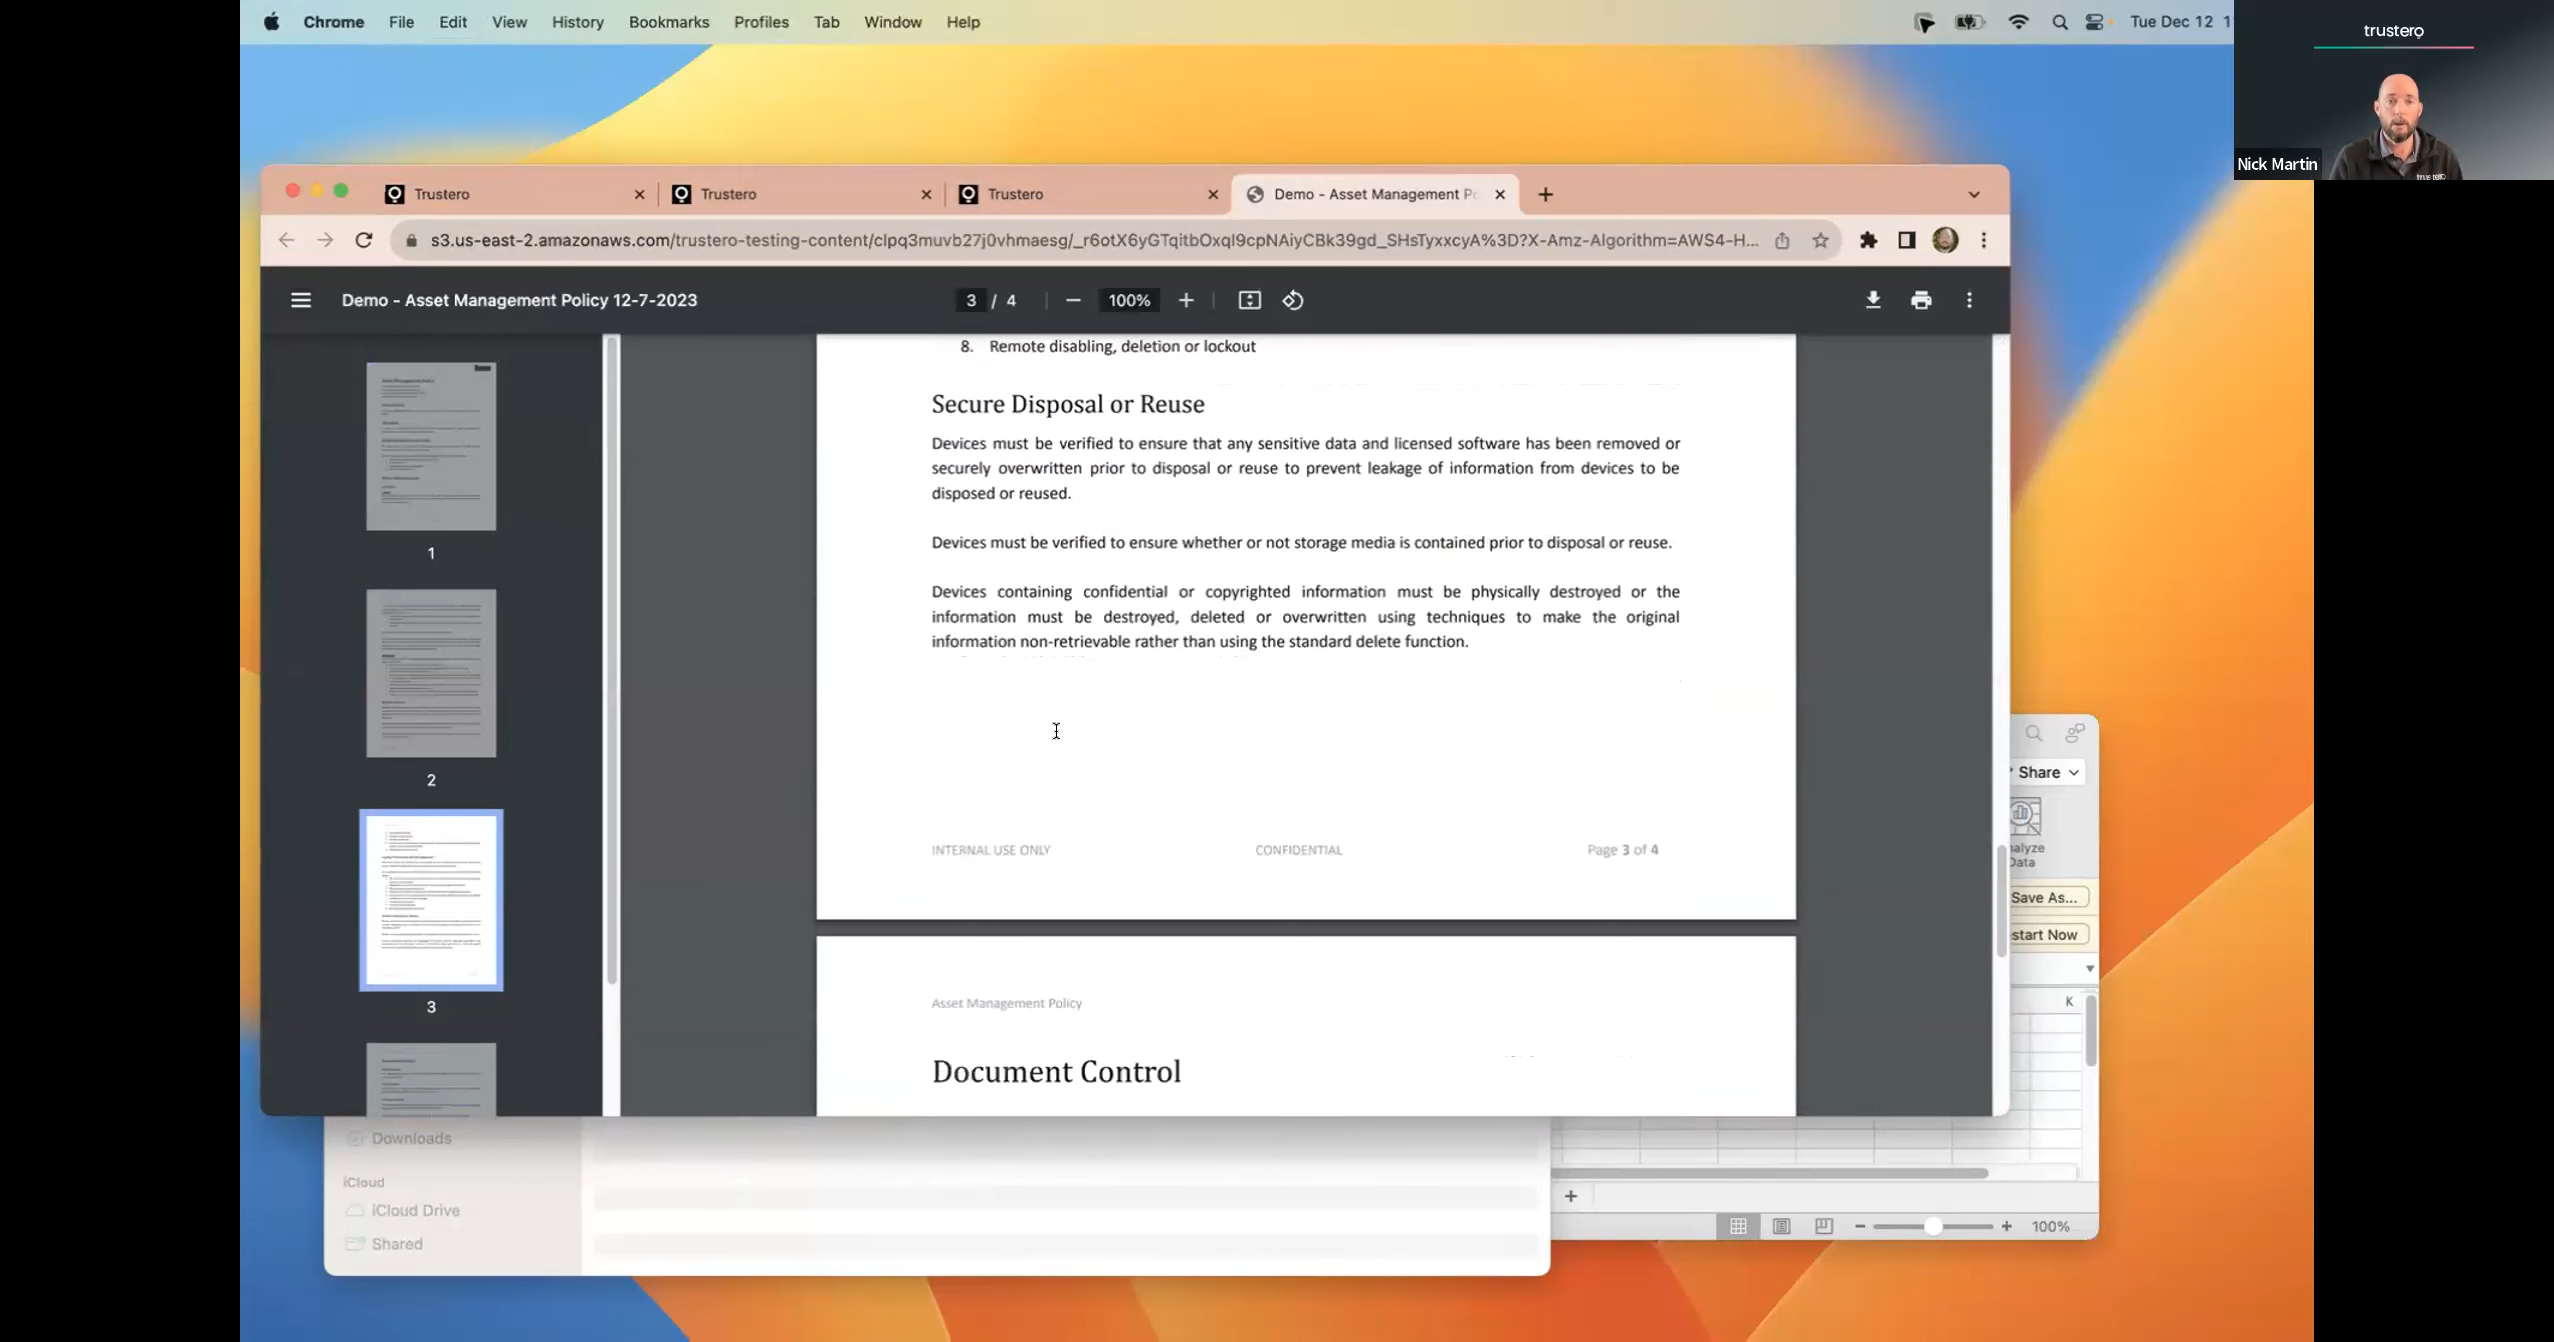 Chrome File Edit View History Bookmarks Profiles Tab Window Help
Tue Dec 12
trustero
Nick Martin
Trustero
Trustero
Trustero
Demo - Asset Management
s3.us-east-2.amazonaws.com/trustero-testing-content/clpq3muvb27j0vhmaesg/_r6otX6yGTqitbOxqI9cpNAiyCBk39gd_SHsTyxxcyA%3D?X-Amz-Algorithm=AWS4-H...
Demo - Asset Management Policy 12-7-2023
3 / 4
100%
1
2
3
8. Remote disabling, deletion or lockout
Secure Disposal or Reuse
Devices must be verified to ensure that any sensitive data and licensed software has been removed or
securely overwritten prior to disposal or reuse to prevent leakage of information from devices to be
disposed or reused.
Devices must be verified to ensure whether or not storage media is contained prior to disposal or reuse.
Devices containing confidential or copyrighted information must be physically destroyed or the
information must be destroyed, deleted or overwritten using techniques to make the original
information non-retrievable rather than using the standard delete function.
INTERNAL USE ONLY CONFIDENTIAL Page 3 of 4
Asset Management Policy
Document Control
Share
Save As...
Now
K
Downloads
iCloud
iCloud Drive
Shared
100%